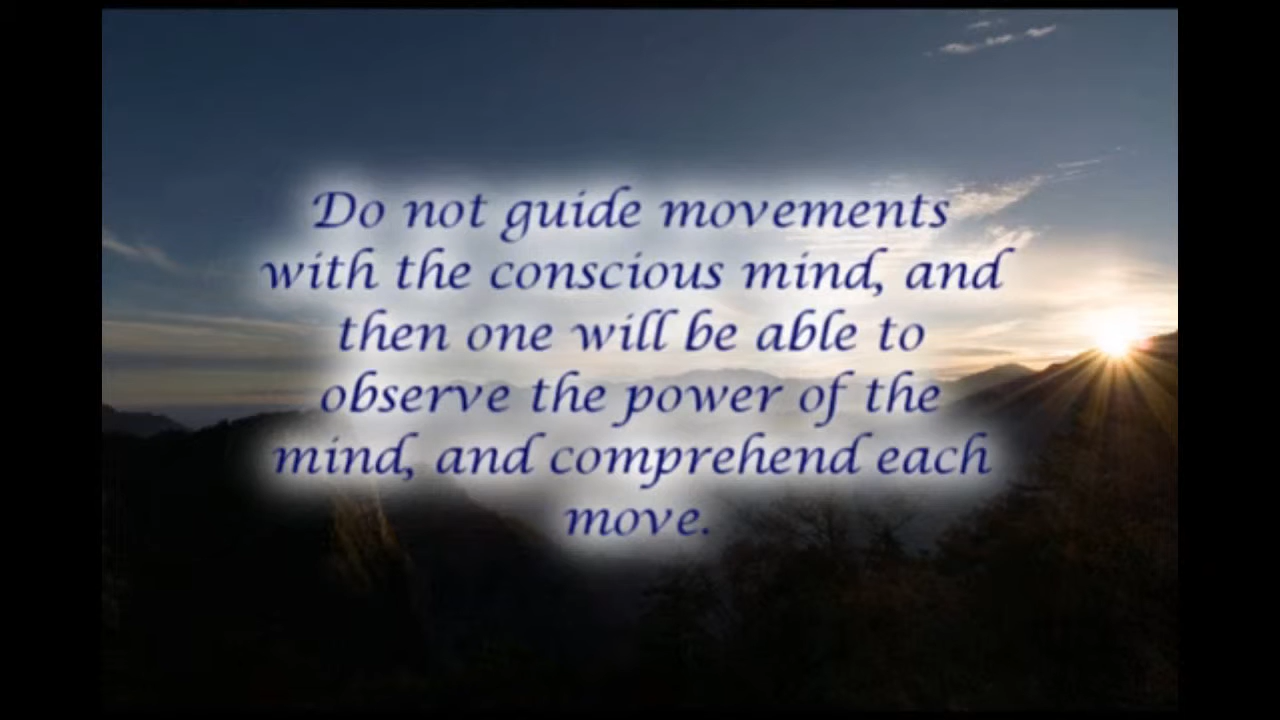 Do not guide movements
with the conscious mind, and
then one will be able to
observe the power of the
mind, and comprehend each
move.